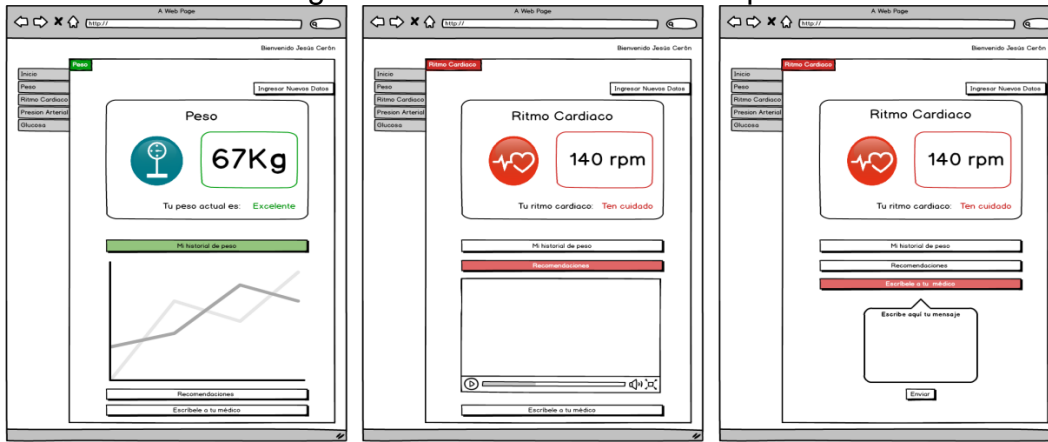 A Web Page
http://
Bienvenido Jesús Cerón
Peso
Inicio
Peso
Ritmo Cardiaco
Presion Arterial
Glucosa
Ingresar Nuevos Datos
Peso
67Kg
Tu peso actual es: Excelente
Mi historial de peso
Recomendaciones
Escríbele a tu médico
A Web Page
http://
Bienvenido Jesús Cerón
Ritmo Cardiaco
Inicio
Peso
Ritmo Cardiaco
Presion Arterial
Glucosa
Ingresar Nuevos Datos
Ritmo Cardiaco
140 rpm
Tu ritmo cardiaco: Ten cuidado
Mi historial de peso
Recomendaciones
Escríbele a tu médico
A Web Page
http://
Bienvenido Jesús Cerón
Ritmo Cardiaco
Inicio
Peso
Ritmo Cardiaco
Presion Arterial
Glucosa
Ingresar Nuevos Datos
Ritmo Cardiaco
140 rpm
Tu ritmo cardiaco: Ten cuidado
Mi historial de peso
Recomendaciones
Escríbele a tu médico
Escribe aquí tu mensaje
Enviar